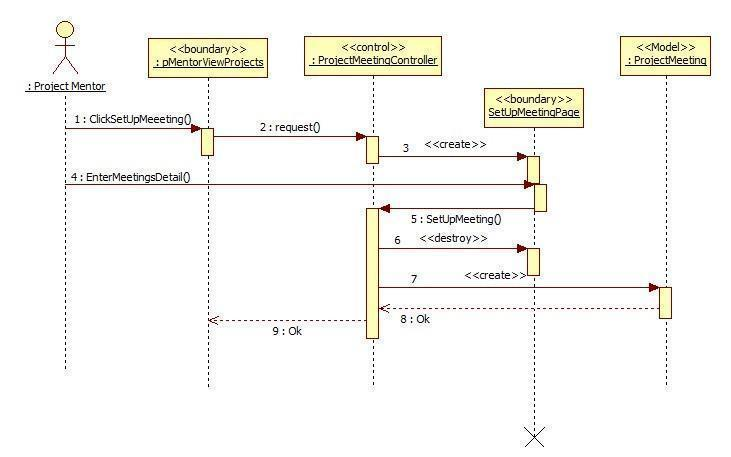 <<boundary>>
: pMentorViewProjects
<<control>>
: ProjectMeetingController
<<Model>>
: ProjectMeeting
: Project Mentor
<<boundary>>
SetUpMeetingPage
1 : ClickSetUpMeeeting()
2 : request()
3 <<create>>
4 : EnterMeetingsDetail()
5 : SetUpMeeting()
6 <<destroy>>
7 <<create>>
8 : Ok
9 : Ok